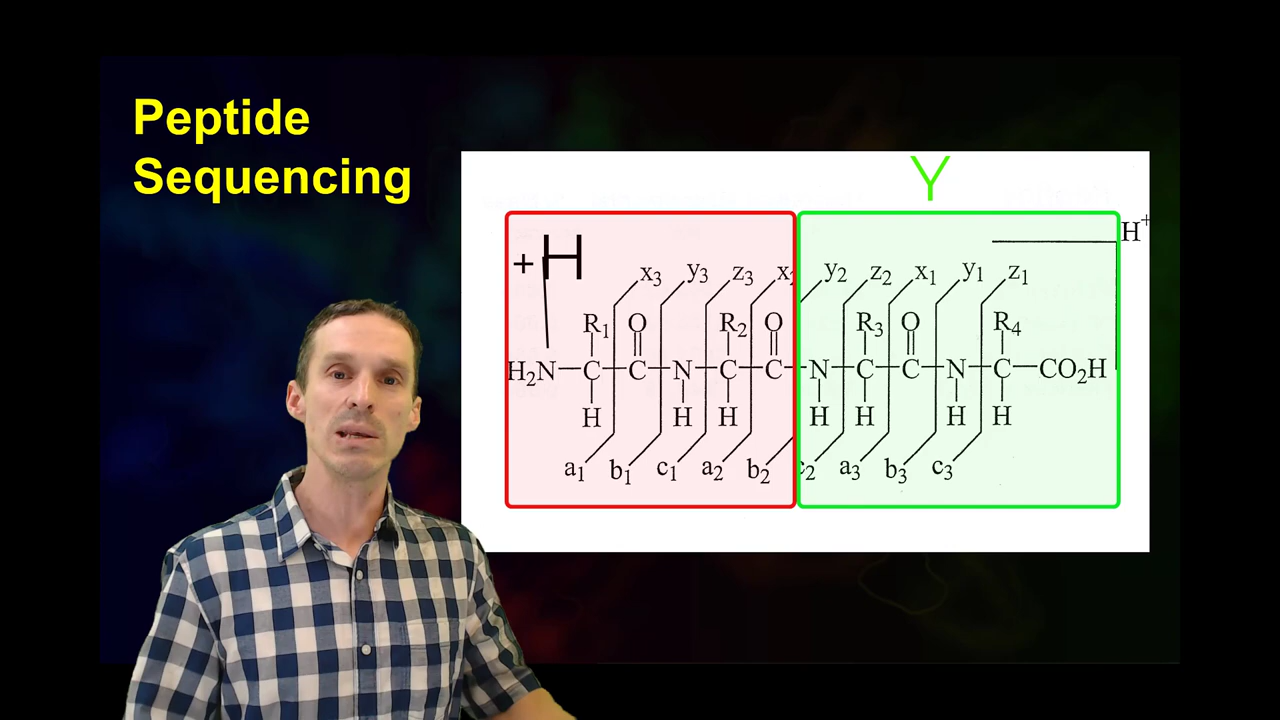 Peptide
Sequencing
Y
H+
+H
x3 y3 z3 x2 y2 z2 x1 y1 z1
R1 O R2 O R3 O R4
H2N—C—C—N—C—C—N—C—C—N—C—CO2H
H H H H H H H
a1 b1 c1 a2 b2 c2 a3 b3 c3